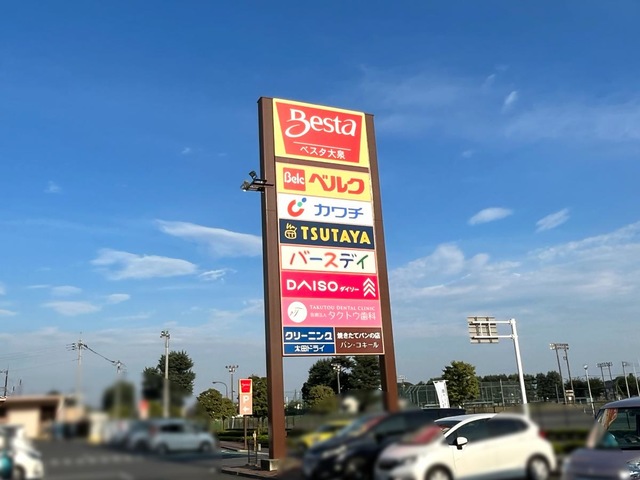 Besta
ベスタ大泉
Belc ベルク
カワチ
TSUTAYA
バースデイ
DAISO ダイソー
TAKUTOU DENTAL CLINIC
タクトウ歯科
クリーニング
太田ドライ
焼きたてパンの店
パン・コキール